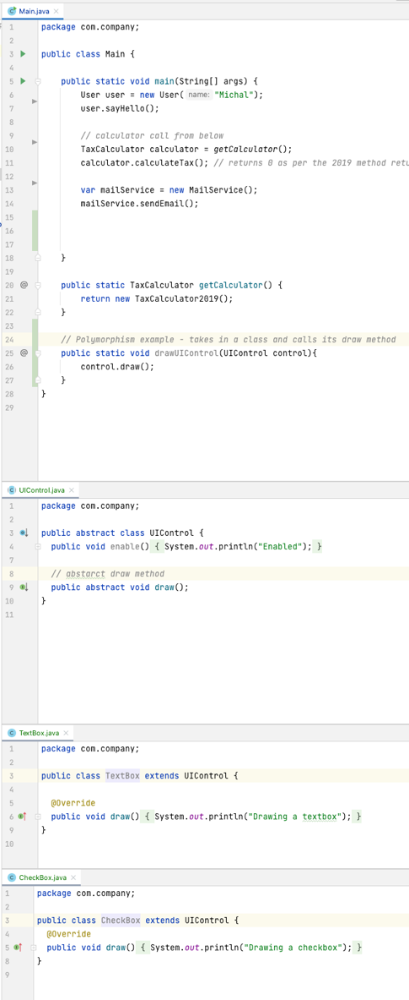 Main.java
1 package com.company;
2
3 public class Main {
4
5 public static void main(String[] args) {
6 User user = new User( name: "Michal");
7 user.sayHello();
8
9 // calculator call from below
10 TaxCalculator calculator = getCalculator();
11 calculator.calculateTax(); // returns 0 as per the 2019 method retu
12
13 var mailService = new MailService();
14 mailService.sendEmail();
15
16
17
18 }
19
20 @ public static TaxCalculator getCalculator() {
21 return new TaxCalculator2019();
22 }
23
24 // Polymorphism example - takes in a class and calls its draw method
25 @ public static void drawUIControl(UIControl control){
26 control.draw();
27 }
28 }
29
UIControl.java
1 package com.company;
2
3 public abstract class UIControl {
4 public void enable() { System.out.println("Enabled"); }
7
8 // abstarct draw method
9 public abstract void draw();
10 }
11
TextBox.java
1 package com.company;
2
3 public class TextBox extends UIControl {
4
5 @Override
6 public void draw() { System.out.println("Drawing a textbox"); }
9 }
10
CheckBox.java
1 package com.company;
2
3 public class CheckBox extends UIControl {
4 @Override
5 public void draw() { System.out.println("Drawing a checkbox"); }
8 }
9